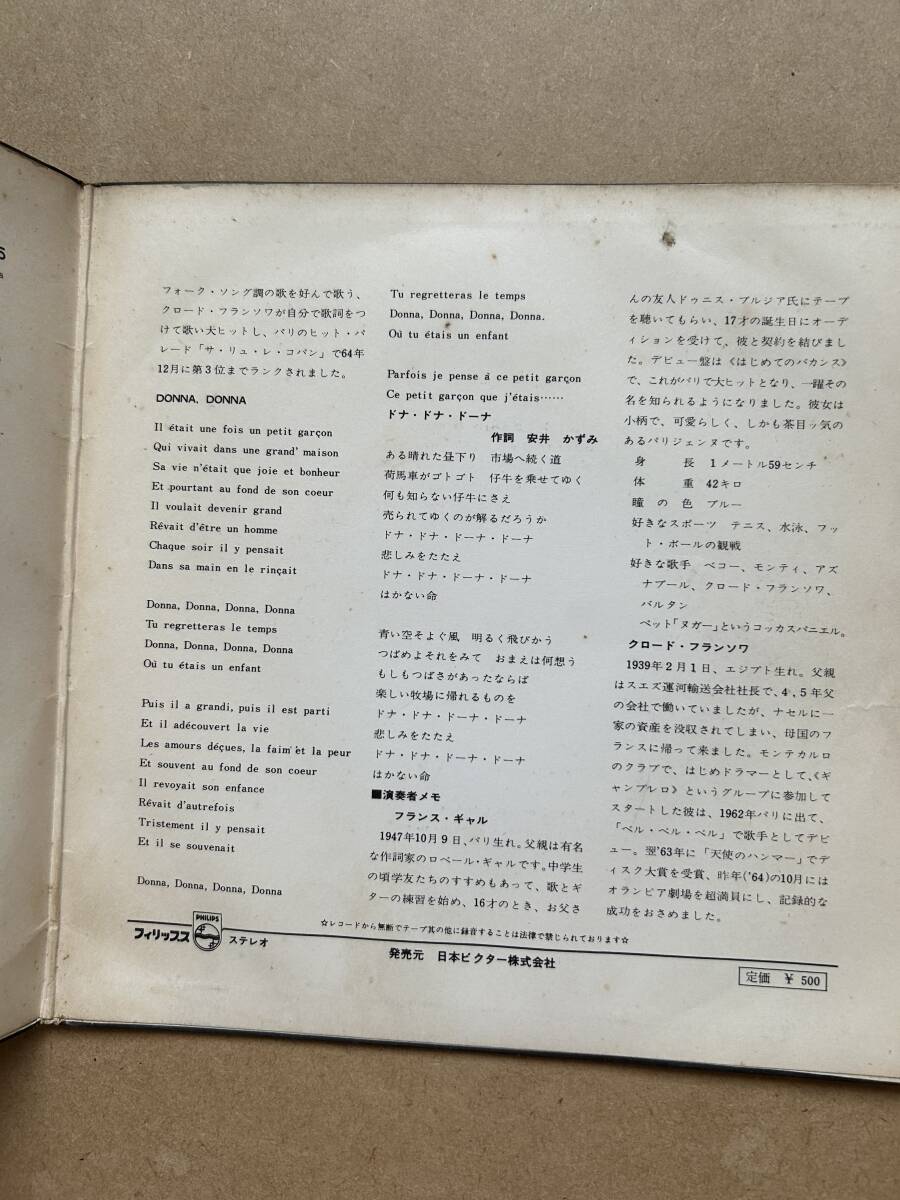 フォーク・ソング調の歌を好んで歌う、
クロード・フランソワが自分で歌詞をつ
けて歌い大ヒットし、パリのヒット・パ
レード「サ・リュ・レ・コパン」で64年
12月に第3位までランクされました。
DONNA, DONNA
Il était une fois un petit garçon
Qui vivait dans une grand' maison
Sa vie n'était que joie et bonheur
Et pourtant au fond de son coeur
Il voulait devenir grand
Rêvait d'être un homme
Chaque soir il y pensait
Dans sa main en le rinçait
Donna, Donna, Donna, Donna
Tu regretteras le temps
Donna, Donna, Donna, Donna
Où tu étais un enfant
Puis il a grandi, puis il est parti
Et il adécouvert la vie
Les amours déçues, la faim et la peur
Et souvent au fond de son coeur
Il revoyait son enfance
Rêvait d'autrefois
Tristement il y pensait
Et il se souvenait
Donna, Donna, Donna, Donna
Tu regretteras le temps
Donna, Donna, Donna, Donna.
Où tu étais un enfant
Parfois je pense à ce petit garçon
Ce petit garçon que j'étais……
ドナ・ドナ・ドーナ
作詞 安井 かずみ
ある晴れた昼下り 市場へ続く道
荷馬車がゴトゴト 仔牛を乗せてゆく
何も知らない仔牛にさえ
売られてゆくのが解るだろうか
ドナ・ドナ・ドーナ・ドーナ
悲しみをたたえ
ドナ・ドナ・ドーナ・ドーナ
はかない命
青い空そよぐ風 明るく飛びかう
つばめよそれをみて おまえは何想う
もしもつばさがあったならば
楽しい牧場に帰れるものを
ドナ・ドナ・ドーナ・ドーナ
悲しみをたたえ
ドナ・ドナ・ドーナ・ドーナ
はかない命
■演奏者メモ
フランス・ギャル
1947年10月9日、パリ生れ。父親は有名
な作詞家のロベール・ギャルです。中学生
の頃学友たちのすすめもあって、歌とギ
ターの練習を始め、16才のとき、お父さ
んの友人ドゥニス・ブルジア氏にテープ
を聴いてもらい、17才の誕生日にオーデ
ィションを受けて、彼と契約を結びまし
た。デビュー盤は《はじめてのバカンス》
で、これがパリで大ヒットとなり、一躍その
名を知られるようになりました。彼女は
小柄で、可愛らしく、しかも茶目ッ気の
あるパリジェンヌです。
身 長 1メートル59センチ
体 重 42キロ
瞳の色 ブルー
好きなスポーツ テニス、水泳、フッ
ト・ボールの観戦
好きな歌手 ベコー、モンティ、アズ
ナブール、クロード・フランソワ、
バルタン
ペット「ヌガー」というコッカスパニエル。
クロード・フランソワ
1939年2月1日、エジプト生れ。父親
はスエズ運河輸送会社社長で、4,5年父
の会社で働いていましたが、ナセルに一
家の資産を没収されてしまい、母国のフ
ランスに帰って来ました。モンテカルロ
のクラブで、はじめドラマーとして、《ギ
ャンブレロ》というグループに参加して
スタートした彼は、1962年パリに出て、
「ベル・ベル・ベル」で歌手としてデビ
ュー。翌'63年に「天使のハンマー」でデ
ィスク大賞を受賞、昨年('64)の10月には
オランピア劇場を超満員にし、記録的な
成功をおさめました。
☆レコードから無断でテープ其の他に録音することは法律で禁じられております☆
フィリップス PHILIPS ステレオ
発売元 日本ビクター株式会社
定価 ¥ 500